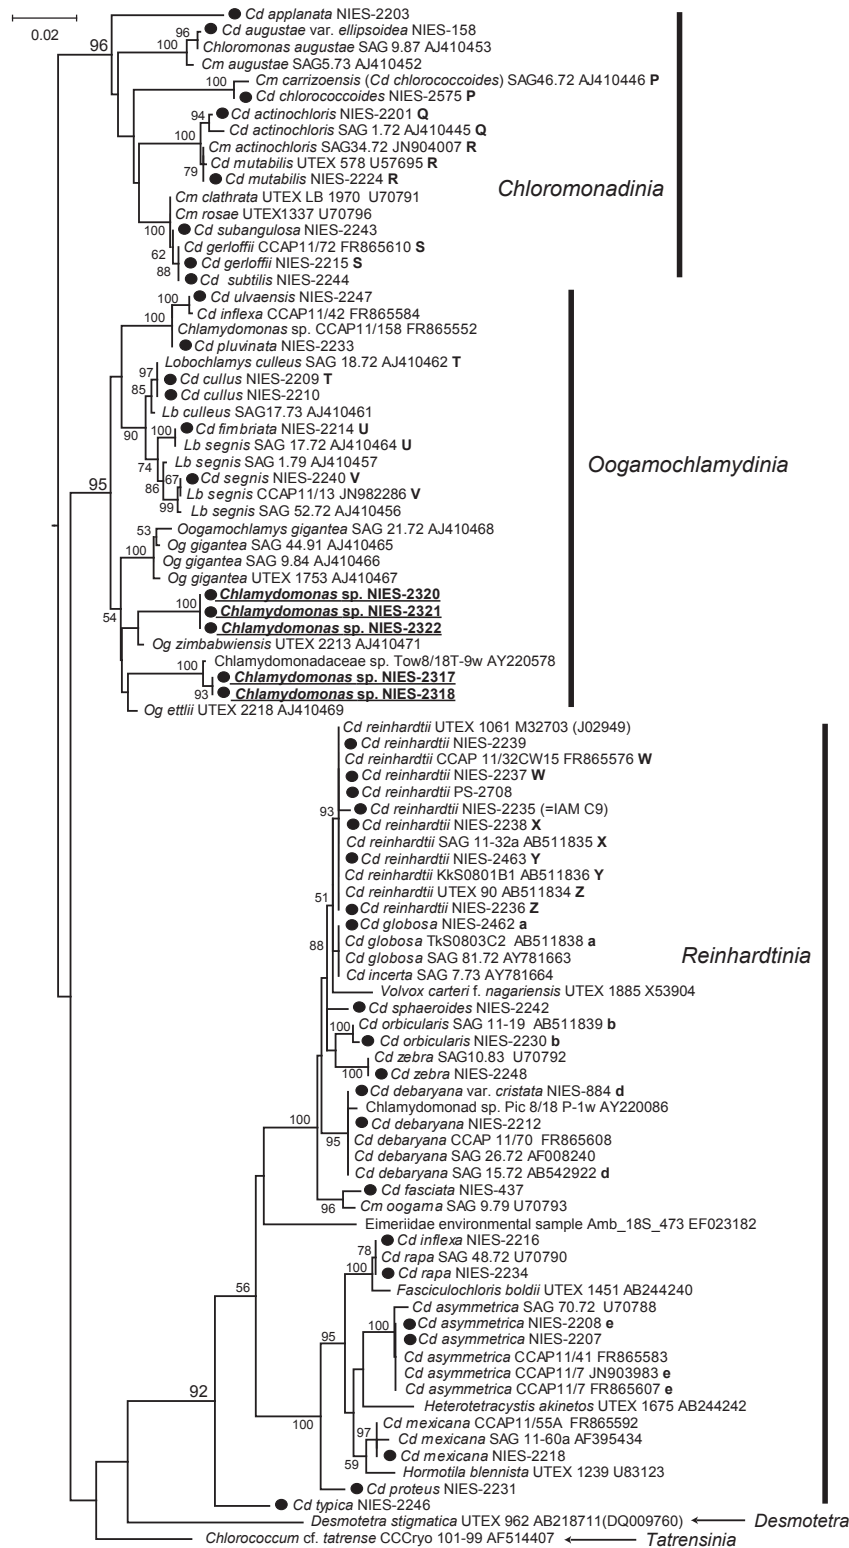 0.02
96
Cd applanata NIES-2203
96
Cd augustae var. ellipsoidea NIES-158
100
Chloromonas augustae SAG 9.87 AJ410453
Cm augustae SAG5.73 AJ410452
100
Cm carrizoensis (Cd chlorococcoides) SAG46.72 AJ410446 P
Cd chlorococcoides NIES-2575 P
94
Cd actinochloris NIES-2201 Q
Cd actinochloris SAG 1.72 AJ410445 Q
100
Cm actinochloris SAG34.72 JN904007 R
Cd mutabilis UTEX 578 U57695 R
79
Cd mutabilis NIES-2224 R
Chloromonadinia
Cm clathrata UTEX LB 1970 U70791
Cm rosae UTEX1337 U70796
100
Cd subangulosa NIES-2243
Cd gerloffii CCAP11/72 FR865610 S
62
Cd gerloffii NIES-2215 S
88
Cd subtilis NIES-2244
100
Cd ulvaensis NIES-2247
Cd inflexa CCAP11/42 FR865584
100
Chlamydomonas sp. CCAP11/158 FR865552
Cd pluvinata NIES-2233
Lobochlamys culleus SAG 18.72 AJ410462 T
97
Cd cullus NIES-2209 T
85
Cd cullus NIES-2210
Lb culleus SAG17.73 AJ410461
90
100
Cd fimbriata NIES-2214 U
Lb segnis SAG 17.72 AJ410464 U
74
Lb segnis SAG 1.79 AJ410457
Oogamochlamydinia
67
Cd segnis NIES-2240 V
95
86
Lb segnis CCAP11/13 JN982286 V
99
Lb segnis SAG 52.72 AJ410456
53
Oogamochlamys gigantea SAG 21.72 AJ410468
Og gigantea SAG 44.91 AJ410465
100
Og gigantea SAG 9.84 AJ410466
Og gigantea UTEX 1753 AJ410467
Chlamydomonas sp. NIES-2320
100
Chlamydomonas sp. NIES-2321
54
Chlamydomonas sp. NIES-2322
Og zimbabwiensis UTEX 2213 AJ410471
100
Chlamydomonadaceae sp. Tow8/18T-9w AY220578
Chlamydomonas sp. NIES-2317
93
Chlamydomonas sp. NIES-2318
Og ettlii UTEX 2218 AJ410469
Cd reinhardtii UTEX 1061 M32703 (J02949)
Cd reinhardtii NIES-2239
Cd reinhardtii CCAP 11/32CW15 FR865576 W
Cd reinhardtii NIES-2237 W
Cd reinhardtii PS-2708
93
Cd reinhardtii NIES-2235 (=IAM C9)
Cd reinhardtii NIES-2238 X
Cd reinhardtii SAG 11-32a AB511835 X
Cd reinhardtii NIES-2463 Y
Cd reinhardtii KkS0801B1 AB511836 Y
51
Cd reinhardtii UTEX 90 AB511834 Z
Cd reinhardtii NIES-2236 Z
Cd globosa NIES-2462 a
88
Cd globosa TkS0803C2 AB511838 a
Cd globosa SAG 81.72 AY781663
Reinhardtinia
Cd incerta SAG 7.73 AY781664
Volvox carteri f. nagariensis UTEX 1885 X53904
Cd sphaeroides NIES-2242
100
Cd orbicularis SAG 11-19 AB511839 b
Cd orbicularis NIES-2230 b
Cd zebra SAG10.83 U70792
100
Cd zebra NIES-2248
Cd debaryana var. cristata NIES-884 d
Chlamydomonad sp. Pic 8/18 P-1w AY220086
100
Cd debaryana NIES-2212
95
Cd debaryana CCAP 11/70 FR865608
Cd debaryana SAG 26.72 AF008240
Cd debaryana SAG 15.72 AB542922 d
Cd fasciata NIES-437
96
Cm oogama SAG 9.79 U70793
Eimeriidae environmental sample Amb_18S_473 EF023182
Cd inflexa NIES-2216
78
Cd rapa SAG 48.72 U70790
100
Cd rapa NIES-2234
56
Fasciculochloris boldii UTEX 1451 AB244240
Cd asymmetrica SAG 70.72 U70788
100
Cd asymmetrica NIES-2208 e
95
Cd asymmetrica NIES-2207
Cd asymmetrica CCAP11/41 FR865583
Cd asymmetrica CCAP11/7 JN903983 e
92
Cd asymmetrica CCAP11/7 FR865607 e
Heterotetracystis akinetos UTEX 1675 AB244242
100
Cd mexicana CCAP11/55A FR865592
97
Cd mexicana SAG 11-60a AF395434
Cd mexicana NIES-2218
59
Hormotila blennista UTEX 1239 U83123
Cd proteus NIES-2231
Cd typica NIES-2246
Desmotetra stigmatica UTEX 962 AB218711(DQ009760)
Desmotetra
Chlorococcum cf. tatrense CCCryo 101-99 AF514407
Tatrensinia